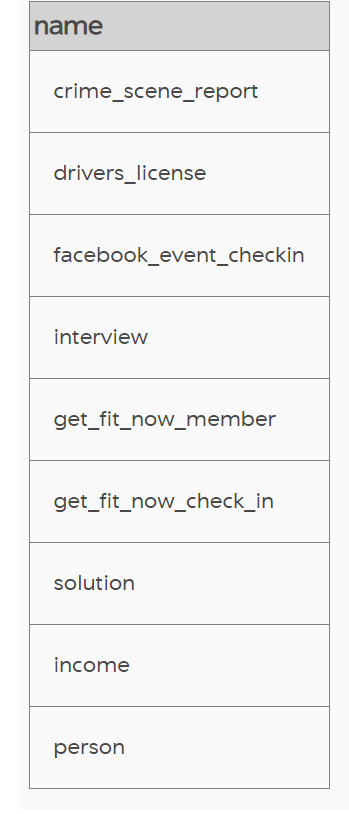 name
crime_scene_report
drivers_license
facebook_event_checkin
interview
get_fit_now_member
get_fit_now_check_in
solution
income
person